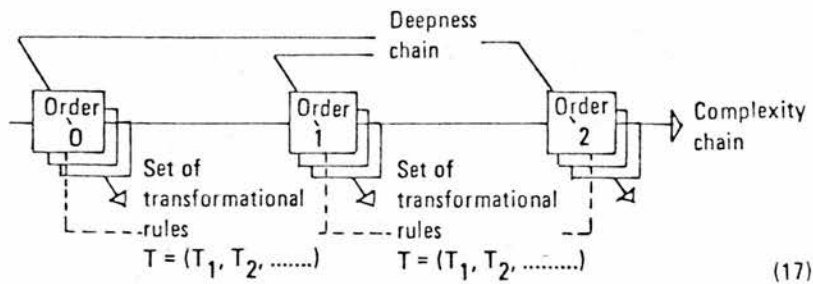 Deepness
chain
Order
0
Order
1
Order
2
Complexity
chain
Set of
transformational
rules
T = (T1, T2, .......)
Set of
transformational
rules
T = (T1, T2, .........)
(17)